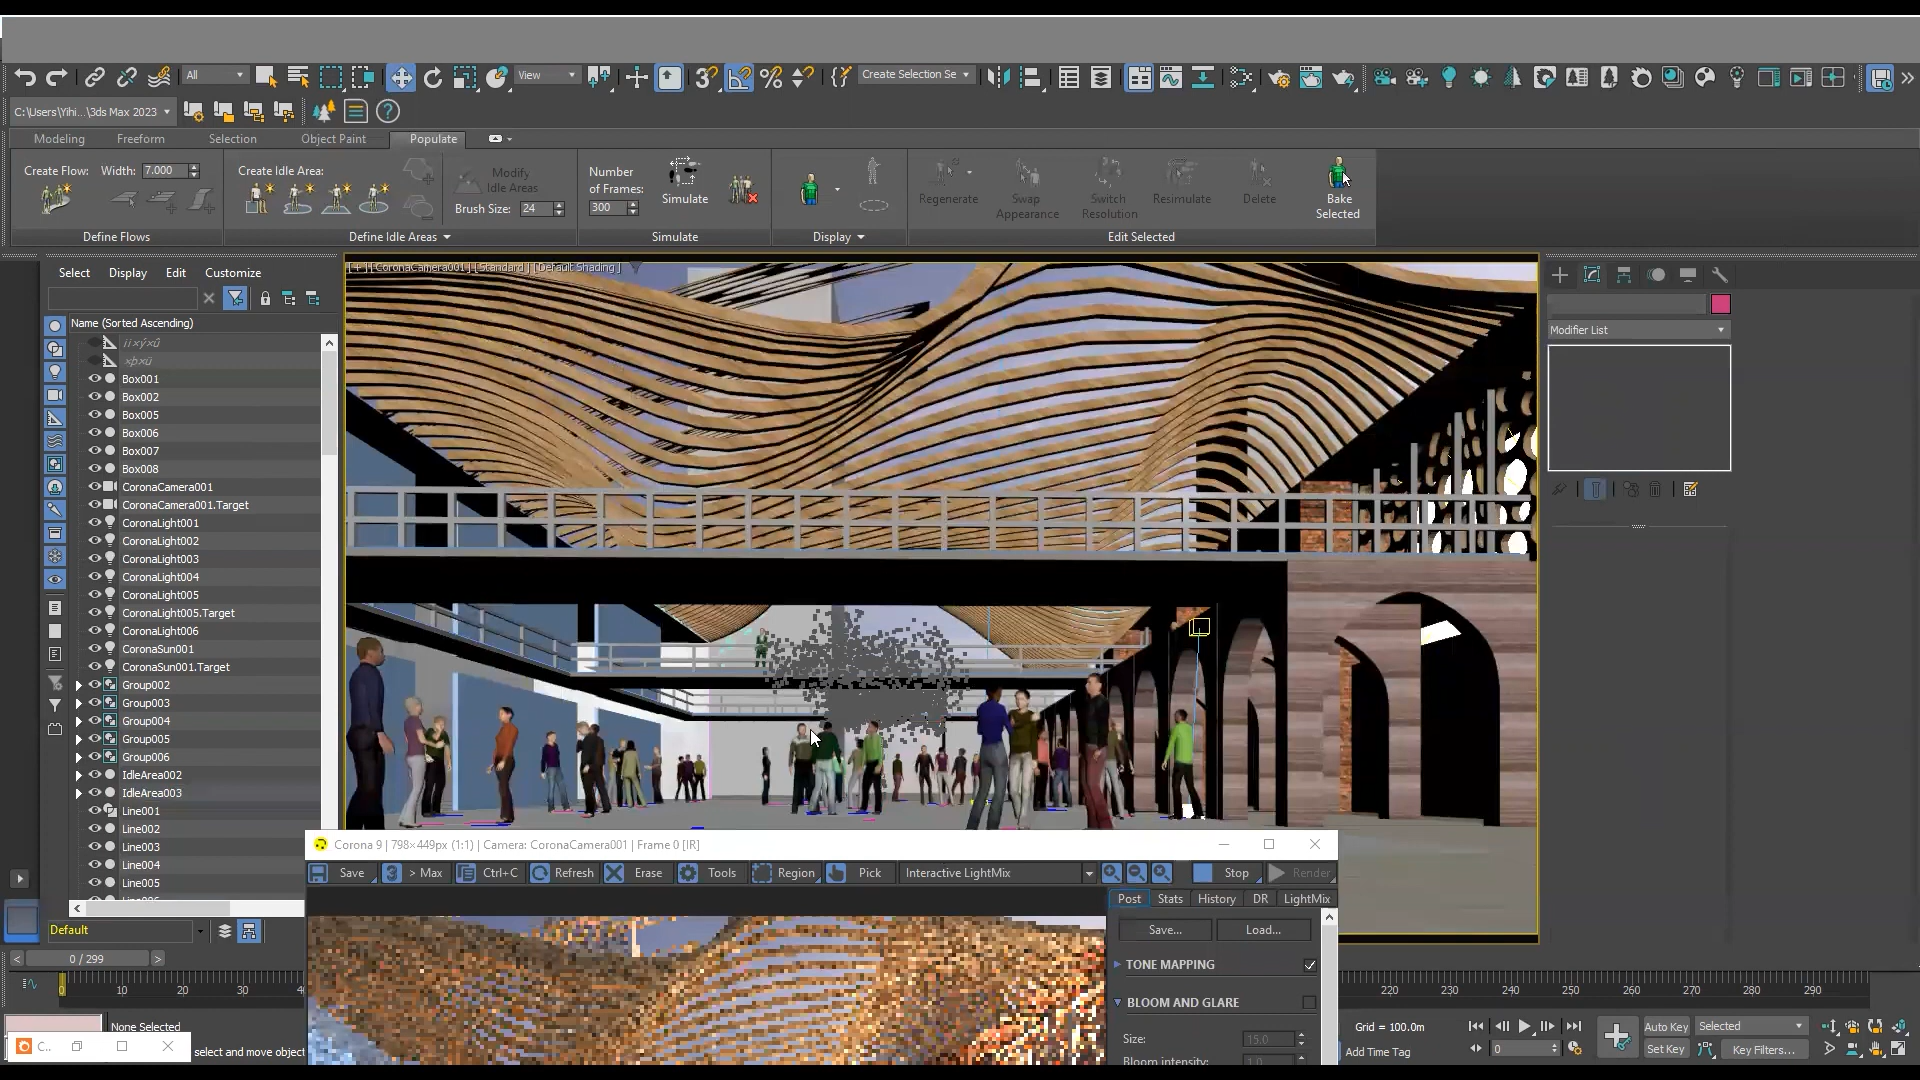 All
View
Create Selection Se
C:\Users\Yihi...\3ds Max 2023
Modeling
Freeform
Selection
Object Paint
Populate
Create Flow: Width: 7.000
Create Idle Area:
Modify
Idle Areas
Brush Size: 24
Number
of Frames:
300
Simulate
Regenerate
Swap
Appearance
Switch
Resolution
Resimulate
Delete
Bake
Selected
Define Flows
Define Idle Areas
Simulate
Display
Edit Selected
Select
Display
Edit
Customize
[+] [CoronaCamera001] [Standard] [Default Shading]
Modifier List
Name (Sorted Ascending)
Box001
Box002
Box005
Box006
Box007
Box008
CoronaCamera001
CoronaCamera001.Target
CoronaLight001
CoronaLight002
CoronaLight003
CoronaLight004
CoronaLight005
CoronaLight005.Target
CoronaLight006
CoronaSun001
CoronaSun001.Target
Group002
Group003
Group004
Group005
Group006
IdleArea002
IdleArea003
Line001
Line002
Line003
Line004
Line005
Default
0 / 299
0 10 20 30
None Selected
C..
select and move object
Corona 9 | 798×449px (1:1) | Camera: CoronaCamera001 | Frame 0 [IR]
Save
3 > Max
Ctrl+C
Refresh
Erase
Tools
Region
Pick
Interactive LightMix
Stop
Render
Post
Stats
History
DR
LightMix
Save...
Load...
TONE MAPPING
BLOOM AND GLARE
Size: 15.0
Bloom intensity: 1.0
220 230 240 250 260 270 280 290
Grid = 100.0m
Add Time Tag
0
Auto Key
Selected
Set Key
Key Filters...